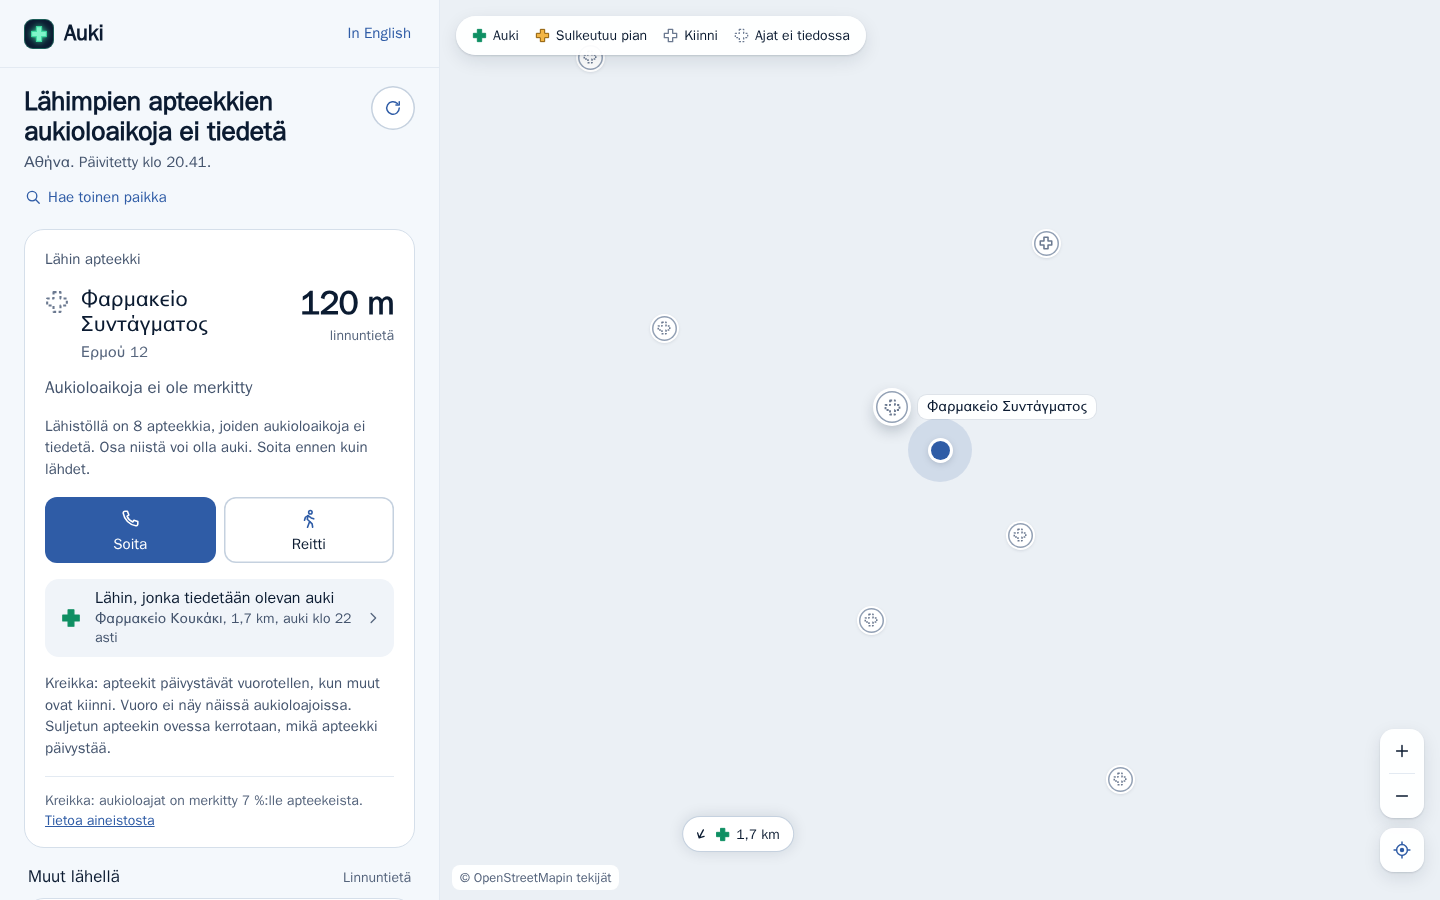 Auki
In English
Lähimpien apteekkien
aukioloaikoja ei tiedetä
Αθήνα. Päivitetty klo 20.41.
Hae toinen paikka
Lähin apteekki
Φαρμακείο
Συντάγματος
120 m
linnuntietä
Ερμού 12
Aukioloaikoja ei ole merkitty
Lähistöllä on 8 apteekkia, joiden aukioloaikoja ei
tiedetä. Osa niistä voi olla auki. Soita ennen kuin
lähdet.
Soita
Reitti
Lähin, jonka tiedetään olevan auki
Φαρμακείο Κουκάκι, 1,7 km, auki klo 22
asti
Kreikka: apteekit päivystävät vuorotellen, kun muut
ovat kiinni. Vuoro ei näy näissä aukioloajoissa.
Suljetun apteekin ovessa kerrotaan, mikä apteekki
päivystää.
Kreikka: aukioloajat on merkitty 7 %:lle apteekeista.
Tietoa aineistosta
Muut lähellä
Linnuntietä
Auki
Sulkeutuu pian
Kiinni
Ajat ei tiedossa
Φαρμακείο Συντάγματος
1,7 km
© OpenStreetMapin tekijät